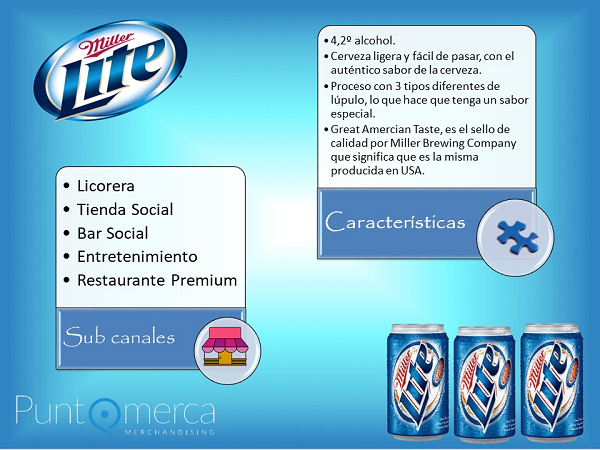 Miller
Lite
• 4,2º alcohol.
• Cerveza ligera y fácil de pasar, con el
auténtico sabor de la cerveza.
• Proceso con 3 tipos diferentes de
lúpulo, lo que hace que tenga un sabor
especial.
• Great Amercian Taste, es el sello de
calidad por Miller Brewing Company
que significa que es la misma
producida en USA.
Características
• Licorera
• Tienda Social
• Bar Social
• Entretenimiento
• Restaurante Premium
Sub canales
Miller Lite
Miller Lite
Miller Lite
Puntomerca
MERCHANDISING